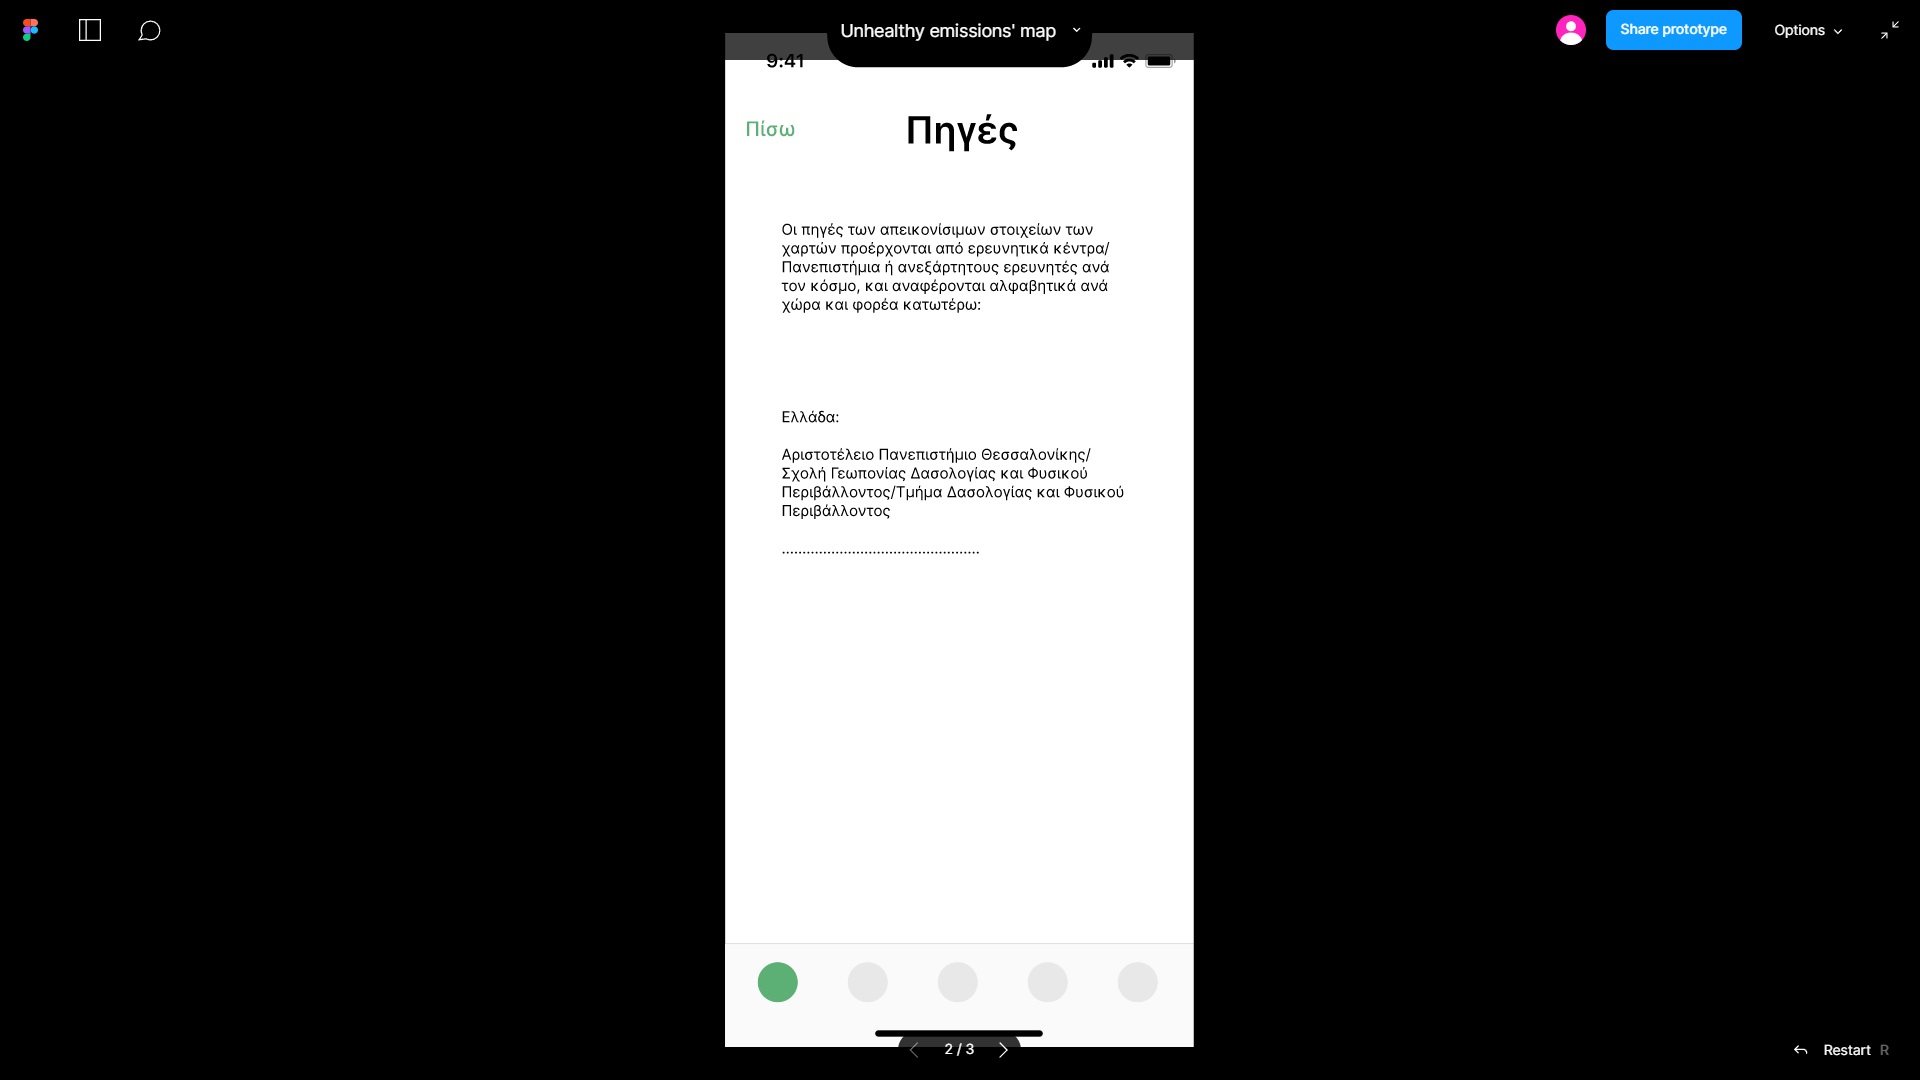 Unhealthy emissions' map
Share prototype
Options
9:41
Πίσω
Πηγές
Οι πηγές των απεικονίσιμων στοιχείων των
χαρτών προέρχονται από ερευνητικά κέντρα/
Πανεπιστήμια ή ανεξάρτητους ερευνητές ανά
τον κόσμο, και αναφέρονται αλφαβητικά ανά
χώρα και φορέα κατωτέρω:
Ελλάδα:
Αριστοτέλειο Πανεπιστήμιο Θεσσαλονίκης/
Σχολή Γεωπονίας Δασολογίας και Φυσικού
Περιβάλλοντος/Τμήμα Δασολογίας και Φυσικού
Περιβάλλοντος
................................................
2 / 3
Restart R